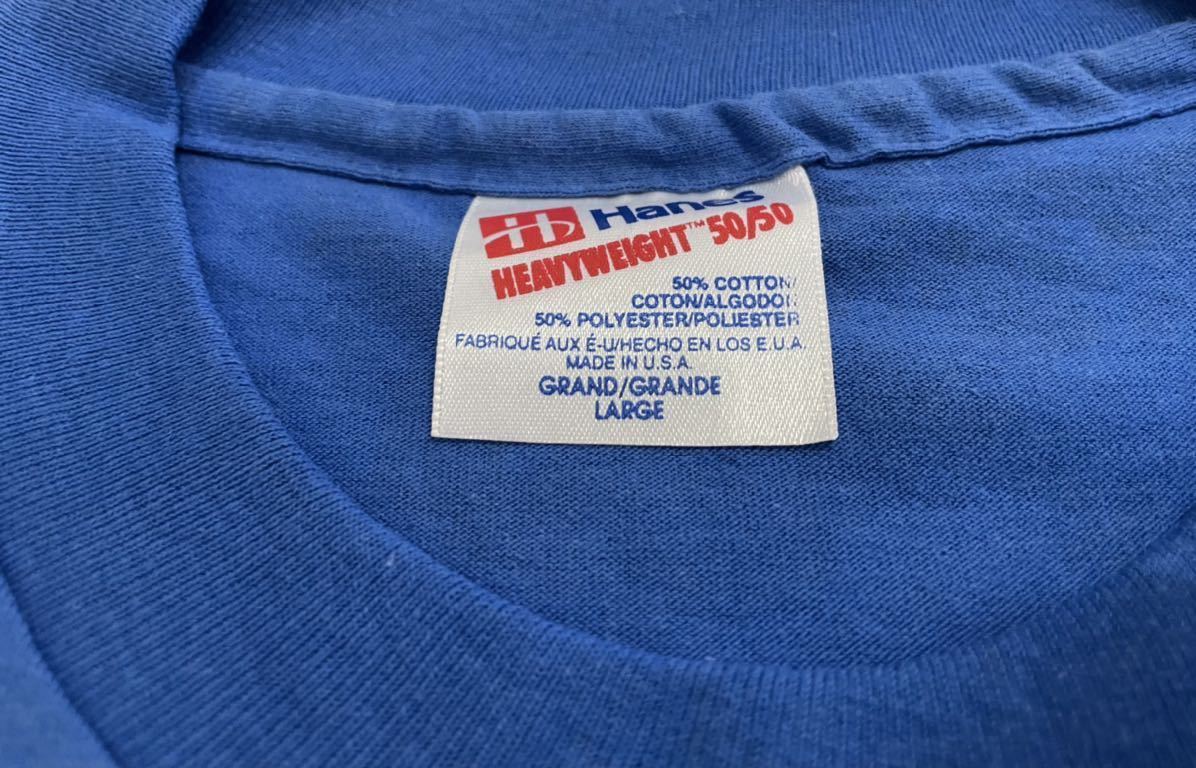 H Hanes
HEAVYWEIGHT™ 50/50
50% COTTON/
COTON/ALGODON
50% POLYESTER/POLIESTER
FABRIQUÉ AUX É-U/HECHO EN LOS E.U.A.
MADE IN U.S.A.
GRAND/GRANDE
LARGE